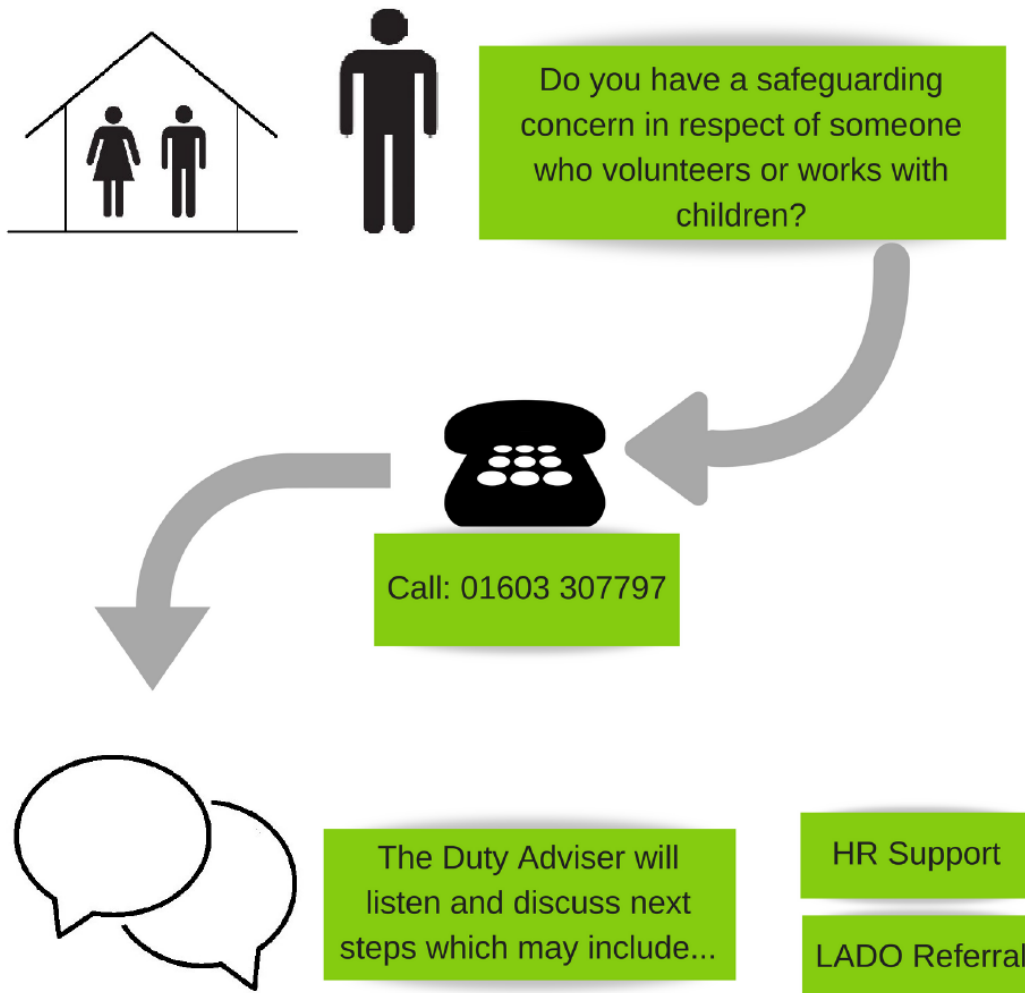 Do you have a safeguarding
concern in respect of someone
who volunteers or works with
children?
Call: 01603 307797
The Duty Adviser will
listen and discuss next
steps which may include...
HR Support
LADO Referral